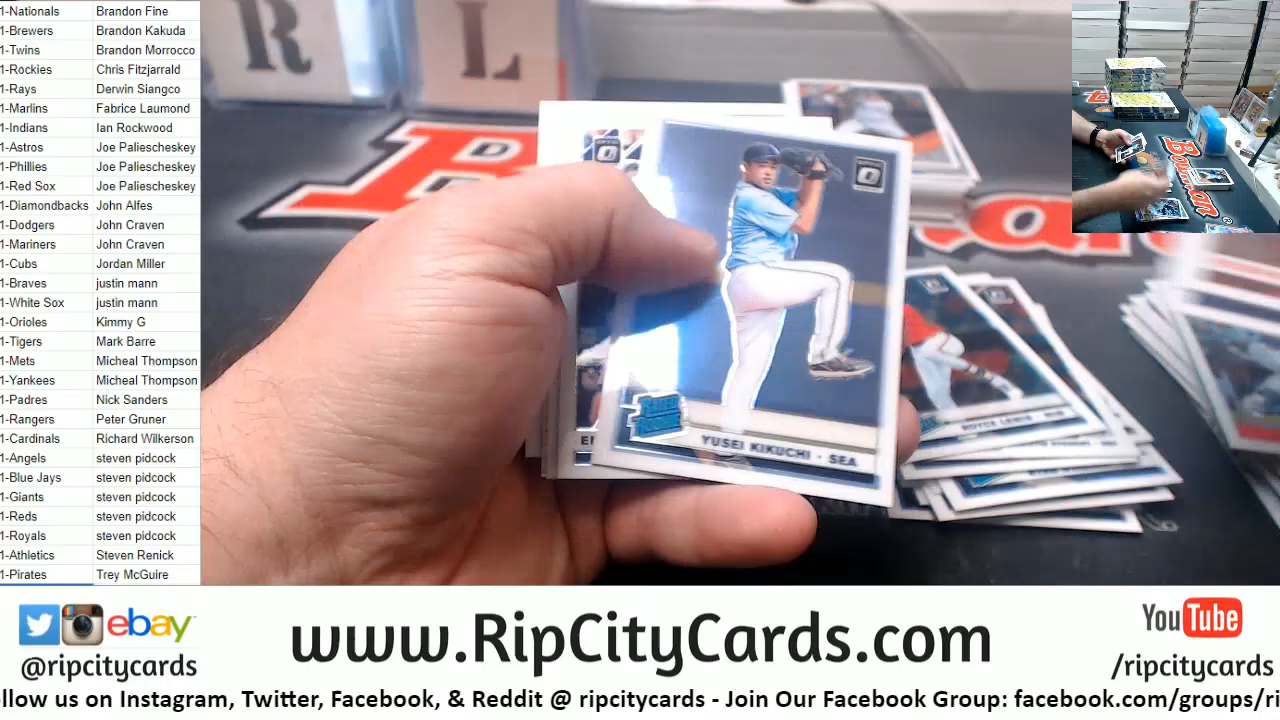 1-Nationals Brandon Fine
1-Brewers Brandon Kakuda
1-Twins Brandon Morrocco
1-Rockies Chris Fitzjarrald
1-Rays Derwin Siangco
1-Marlins Fabrice Laumond
1-Indians Ian Rockwood
1-Astros Joe Paliescheskey
1-Phillies Joe Paliescheskey
1-Red Sox Joe Paliescheskey
1-Diamondbacks John Alfes
1-Dodgers John Craven
1-Mariners John Craven
1-Cubs Jordan Miller
1-Braves justin mann
1-White Sox justin mann
1-Orioles Kimmy G
1-Tigers Mark Barre
1-Mets Micheal Thompson
1-Yankees Micheal Thompson
1-Padres Nick Sanders
1-Rangers Peter Gruner
1-Cardinals Richard Wilkerson
1-Angels steven pidcock
1-Blue Jays steven pidcock
1-Giants steven pidcock
1-Reds steven pidcock
1-Royals steven pidcock
1-Athletics Steven Renick
1-Pirates Trey McGuire
R L
RATED ROOKIE
YUSEI KIKUCHI · SEA
ROYCE LEWIS · MIN
Bowman
ebay
@ripcitycards
www.RipCityCards.com
YouTube
/ripcitycards
ollow us on Instagram, Twitter, Facebook, & Reddit @ ripcitycards - Join Our Facebook Group: facebook.com/groups/ri